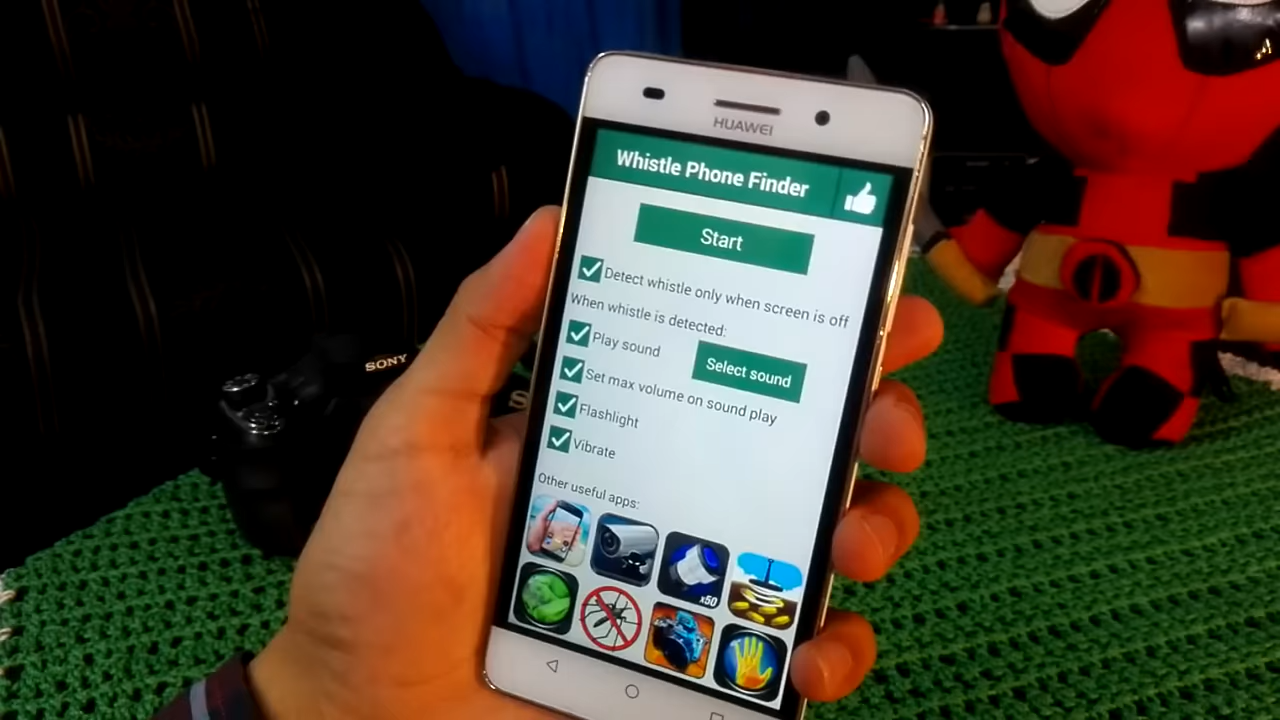 HUAWEI
Whistle Phone Finder
Start
Detect whistle only when screen is off
When whistle is detected:
Play sound
Select sound
Set max volume on sound play
Flashlight
Vibrate
Other useful apps:
x50
SONY